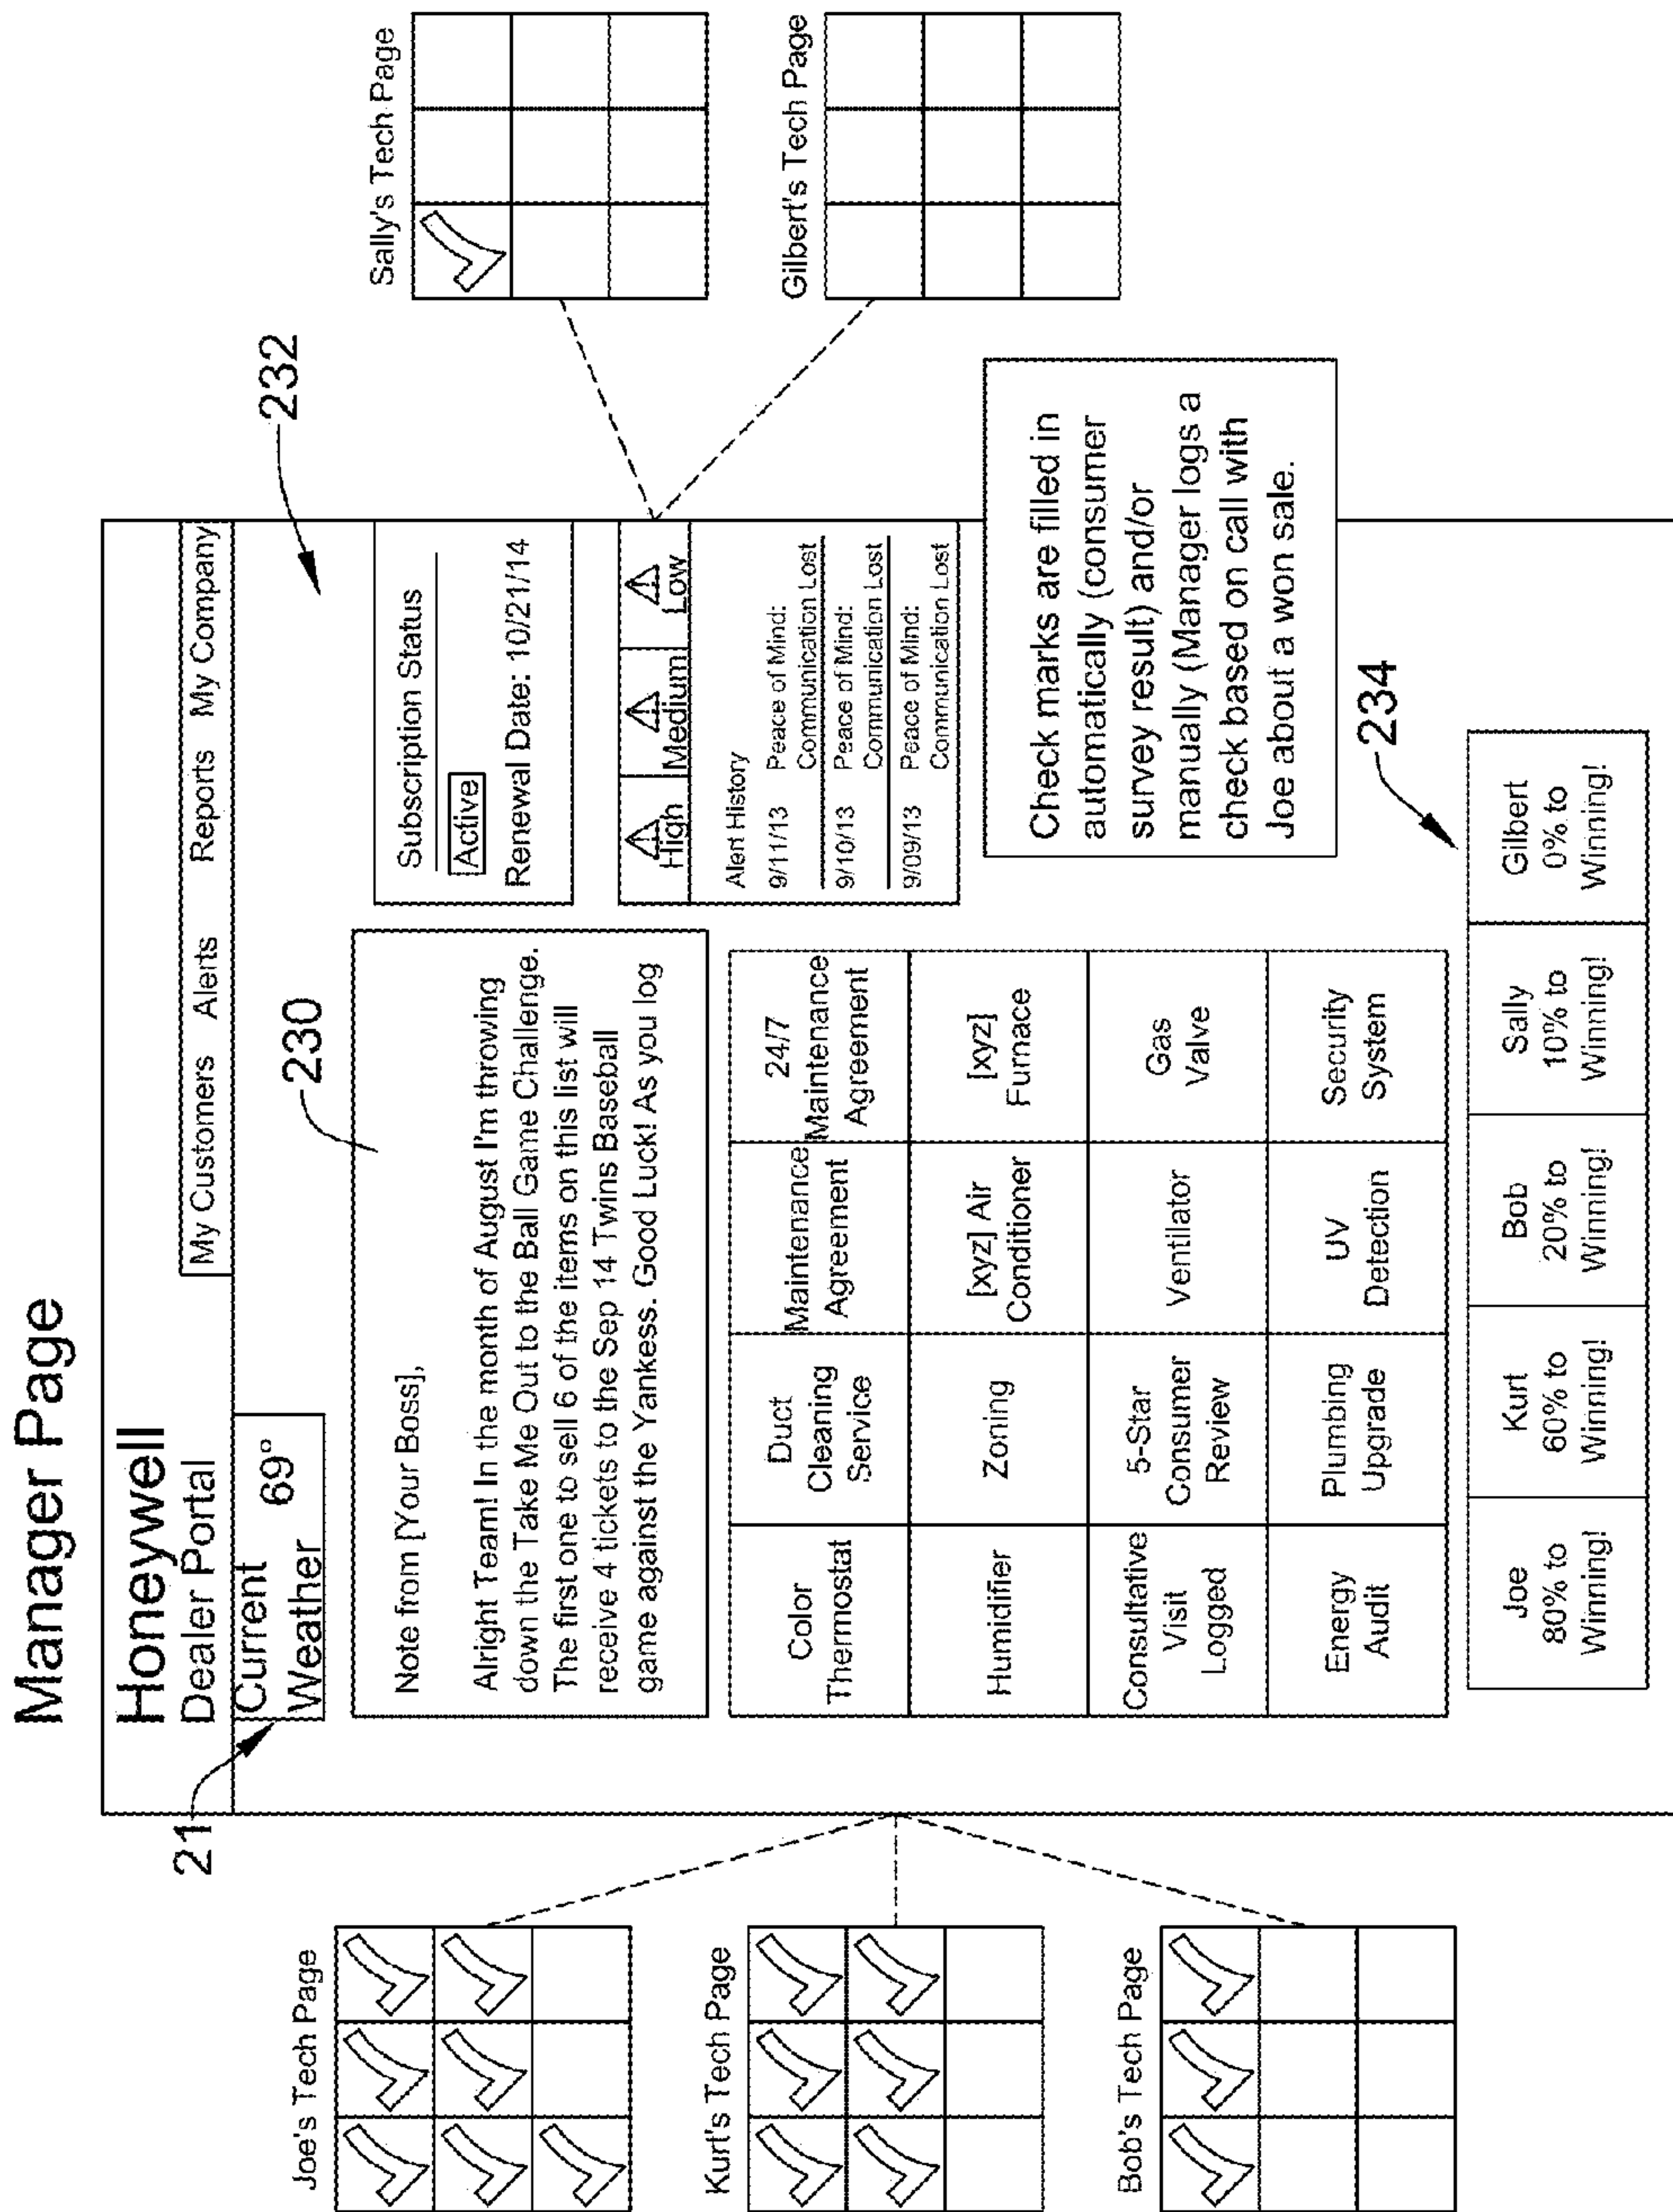 Manager Page
Honeywell
Dealer Portal
My Customers Alerts Reports My Company
Current
Weather
69°
21
230
232
Note from [Your Boss],
Alright Team! In the month of August I'm throwing
down the Take Me Out to the Ball Game Challenge.
The first one to sell 6 of the items on this list will
receive 4 tickets to the Sep 14 Twins Baseball
game against the Yankess. Good Luck! As you log
Subscription Status
Active
Renewal Date: 10/21/14
High
Medium
Low
Alert History
9/11/13 Peace of Mind:
Communication Lost
9/10/13 Peace of Mind:
Communication Lost
9/09/13 Peace of Mind:
Communication Lost
Color
Thermostat
Duct
Cleaning
Service
Maintenance
Agreement
24/7
Maintenance
Agreement
Humidifier
Zoning
[xyz] Air
Conditioner
[xyz]
Furnace
Consultative
Visit
Logged
5-Star
Consumer
Review
Ventilator
Gas
Valve
Energy
Audit
Plumbing
Upgrade
UV
Detection
Security
System
Check marks are filled in
automatically (consumer
survey result) and/or
manually (Manager logs a
check based on call with
Joe about a won sale.
234
Joe
80% to
Winning!
Kurt
60% to
Winning!
Bob
20% to
Winning!
Sally
10% to
Winning!
Gilbert
0% to
Winning!
Joe's Tech Page
Kurt's Tech Page
Bob's Tech Page
Sally's Tech Page
Gilbert's Tech Page